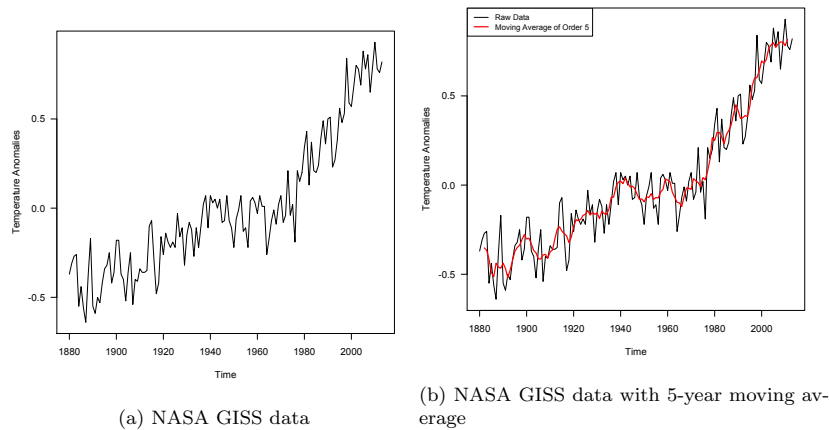 0.5
0.0
-0.5
Temperature Anomalies
1880 1900 1920 1940 1960 1980 2000
Time
(a) NASA GISS data
Raw Data
Moving Average of Order 5
0.5
0.0
-0.5
Temperature Anomalies
1880 1900 1920 1940 1960 1980 2000
Time
(b) NASA GISS data with 5-year moving av-
erage